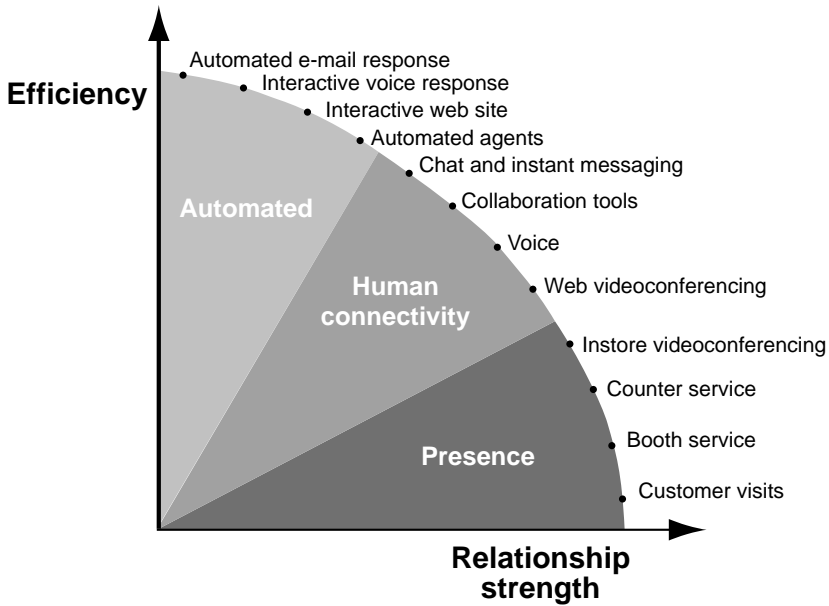 Automated e-mail response
Efficiency
Interactive voice response
Interactive web site
Automated agents
Chat and instant messaging
Automated
Collaboration tools
Voice
Human
connectivity
Web videoconferencing
Instore videoconferencing
Counter service
Presence
Booth service
Customer visits
Relationship
strength